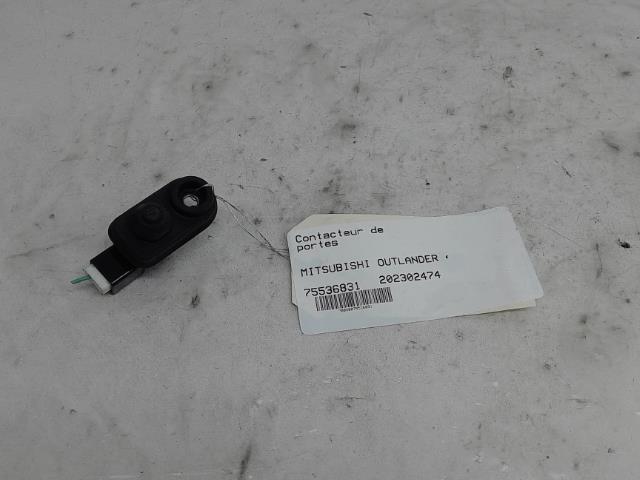 Contacteur de
portes
MITSUBISHI OUTLANDER
75536831 202302474